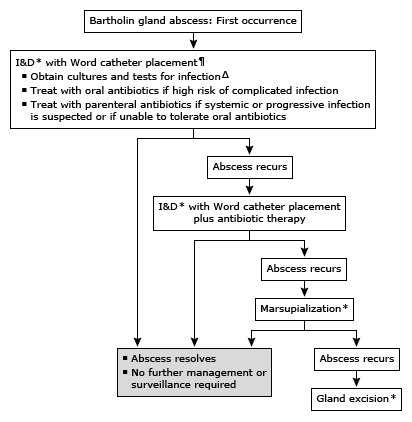 Bartholin gland abscess: First occurrence
I&D* with Word catheter placement¶
▪ Obtain cultures and tests for infectionΔ
▪ Treat with oral antibiotics if high risk of complicated infection
▪ Treat with parenteral antibiotics if systemic or progressive infection
is suspected or if unable to tolerate oral antibiotics
Abscess recurs
I&D* with Word catheter placement
plus antibiotic therapy
Abscess recurs
Marsupialization*
▪ Abscess resolves
▪ No further management or
surveillance required
Abscess recurs
Gland excision*